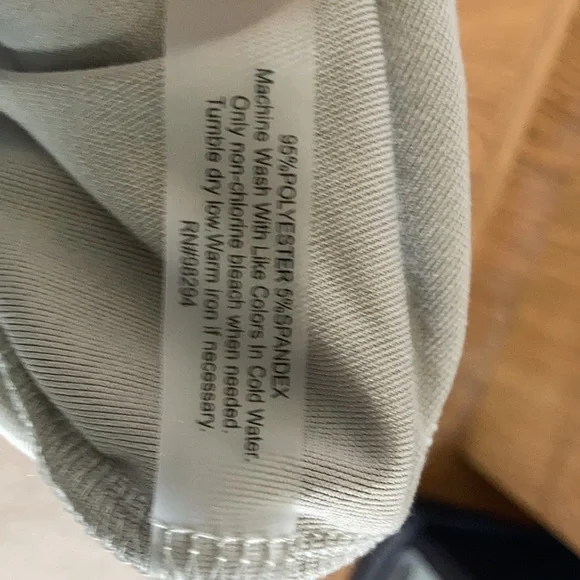 95%POLYESTER 5%SPANDEX
Machine Wash With Like Colors In Cold Water.
Only non-chlorine bleach when needed.
Tumble dry low.Warm iron if necessary.
RN#98294